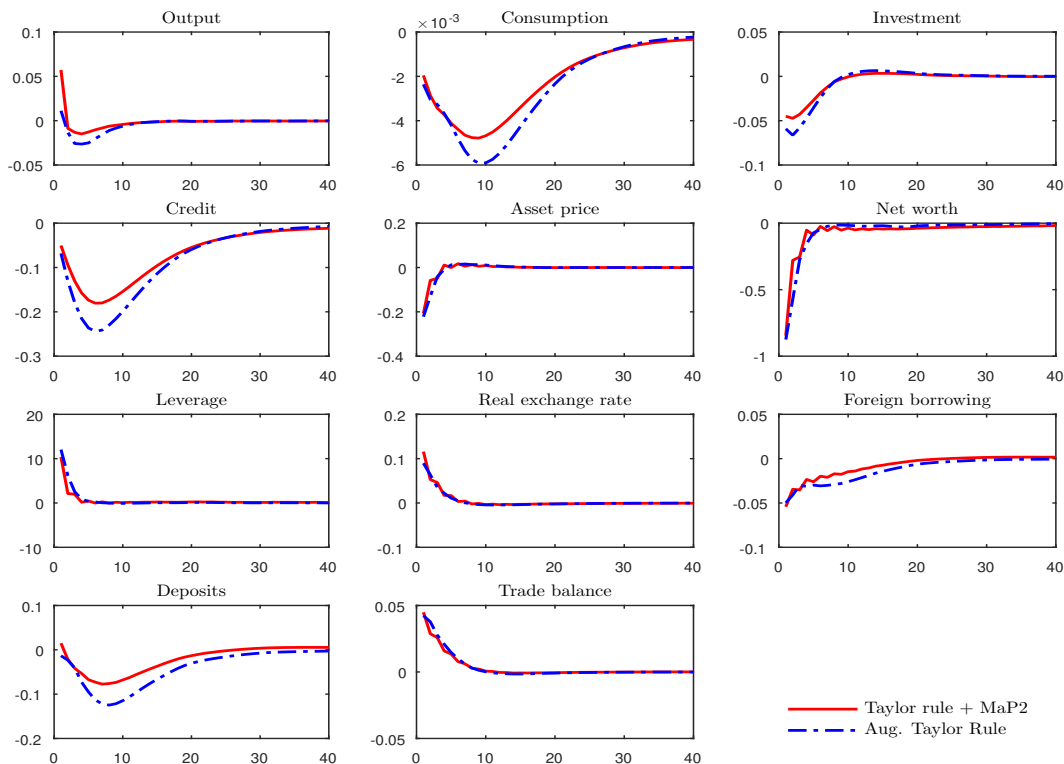 Output
0.1
0.05
0
-0.05
0 10 20 30 40
Consumption
×10⁻³
0
-2
-4
-6
0 10 20 30 40
Investment
0.05
0
-0.05
-0.1
0 10 20 30 40
Credit
0
-0.1
-0.2
-0.3
0 10 20 30 40
Asset price
0.2
0
-0.2
-0.4
0 10 20 30 40
Net worth
0
-0.5
-1
0 10 20 30 40
Leverage
20
10
0
-10
0 10 20 30 40
Real exchange rate
0.2
0.1
0
-0.1
0 10 20 30 40
Foreign borrowing
0.05
0
-0.05
-0.1
0 10 20 30 40
Deposits
0.1
0
-0.1
-0.2
0 10 20 30 40
Trade balance
0.05
0
-0.05
0 10 20 30 40
Taylor rule + MaP2
Aug. Taylor Rule